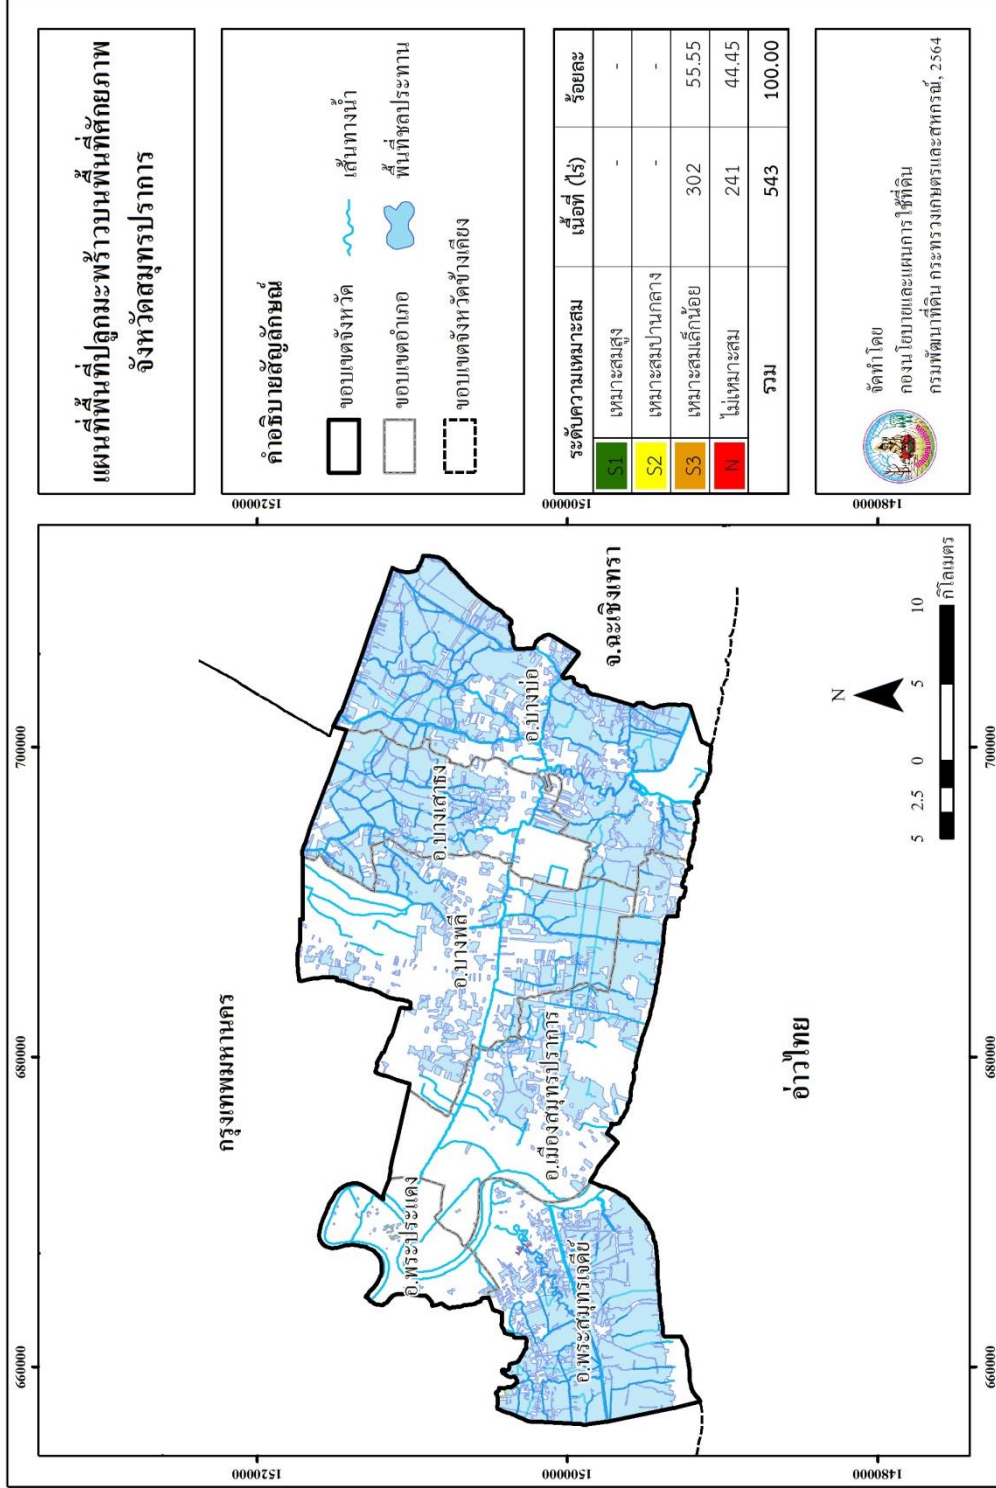 แผนที่พื้นที่ปลูกมะพร้าวบนพื้นที่ศักยภาพ
จังหวัดสมุทรปราการ
คำอธิบายสัญลักษณ์
ขอบเขตจังหวัด
เส้นทางน้ำ
ขอบเขตอำเภอ
พื้นที่ชลประทาน
ขอบเขตจังหวัดข้างเคียง
ระดับความเหมาะสม เนื้อที่ (ไร่) ร้อยละ
S1 เหมาะสมสูง - -
S2 เหมาะสมปานกลาง - -
S3 เหมาะสมเล็กน้อย 302 55.55
N ไม่เหมาะสม 241 44.45
รวม 543 100.00
จัดทำโดย
กองนโยบายและแผนการใช้ที่ดิน
กรมพัฒนาที่ดิน กระทรวงเกษตรและสหกรณ์, 2564
660000 680000 700000
1520000 1520000
1500000 1500000
1480000 1480000
660000 680000 700000
กรุงเทพมหานคร
อ.พระประแดง
อ.บางพลี
อ.บางเสาธง
อ.บางบ่อ
อ.เมืองสมุทรปราการ
อ.พระสมุทรเจดีย์
จ.ฉะเชิงเทรา
อ่าวไทย
N
5 2.5 0 5 10
กิโลเมตร